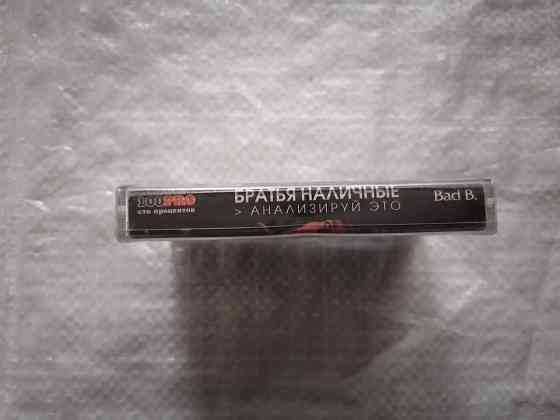 100PRO
сто процентов
БРАТЬЯ НАЛИЧНЫЕ
> АНАЛИЗИРУЙ ЭТО
Bad B.